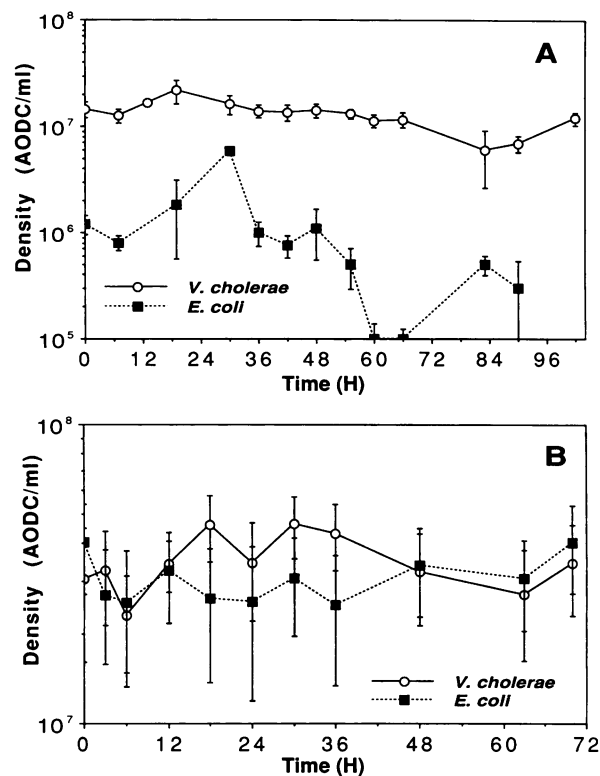 A
Density (AODC/ml)
10⁸
10⁷
10⁶
10⁵
V. cholerae
E. coli
0 12 24 36 48 60 72 84 96
Time (H)
B
Density (AODC/ml)
10⁸
10⁷
V. cholerae
E. coli
0 12 24 36 48 60 72
Time (H)